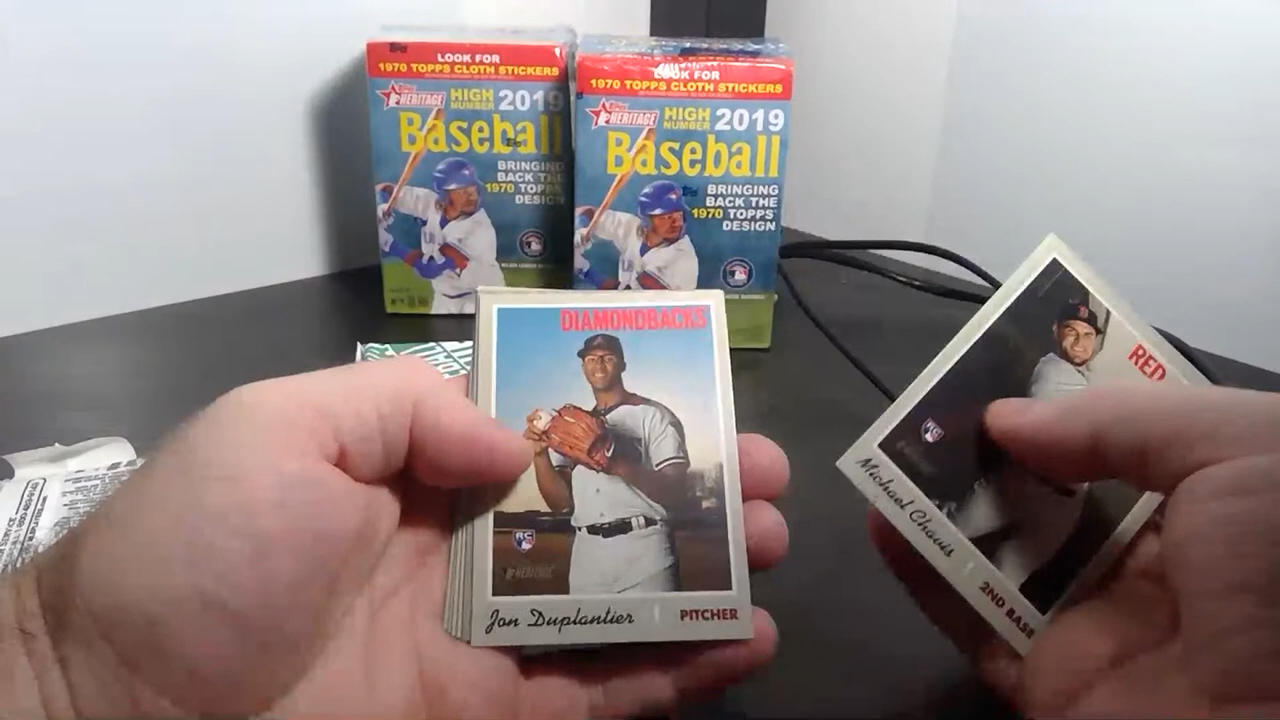 LOOK FOR
1970 TOPPS CLOTH STICKERS
Topps
HERITAGE
HIGH
NUMBER
2019
Baseball
BRINGING
BACK THE
1970 TOPPS
DESIGN
LOOK FOR
1970 TOPPS CLOTH STICKERS
Topps
HERITAGE
HIGH
NUMBER
2019
Baseball
BRINGING
BACK THE
1970 TOPPS
DESIGN
DIAMONDBACKS
RC
HERITAGE
Jon Duplantier
PITCHER
RED
RC
Michael Chavis
2ND BASE